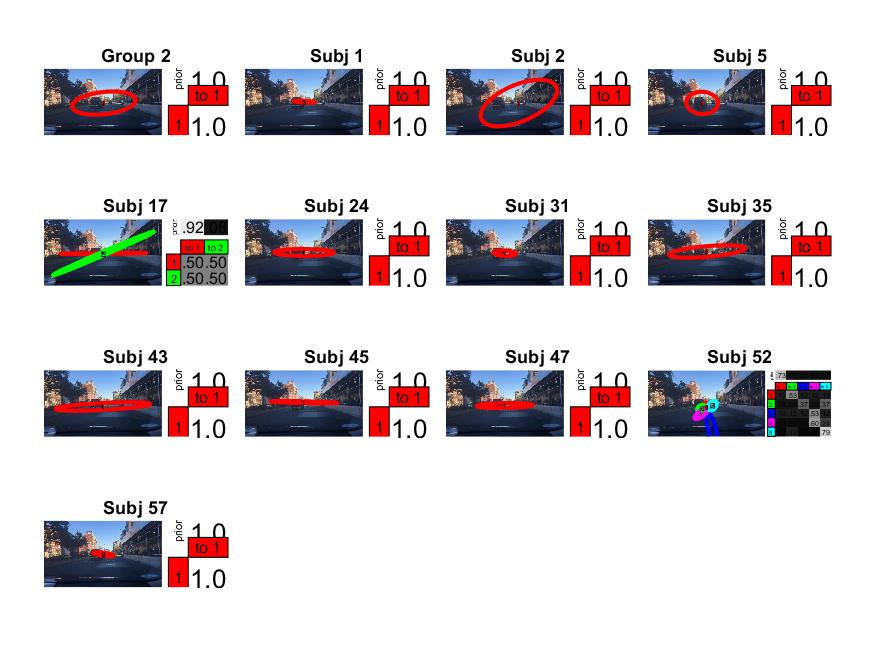 Group 2
Subj 1
Subj 2
Subj 5
prior 1.0
to 1
1 1.0
prior 1.0
to 1
1 1.0
prior 1.0
to 1
1 1.0
prior 1.0
to 1
1 1.0
Subj 17
Subj 24
Subj 31
Subj 35
prior .92 .08
to 1 to 2
1 .50 .50
2 .50 .50
prior 1.0
to 1
1 1.0
prior 1.0
to 1
1 1.0
prior 1.0
to 1
1 1.0
Subj 43
Subj 45
Subj 47
Subj 52
prior 1.0
to 1
1 1.0
prior 1.0
to 1
1 1.0
prior 1.0
to 1
1 1.0
.73
.53
.79
Subj 57
prior 1.0
to 1
1 1.0